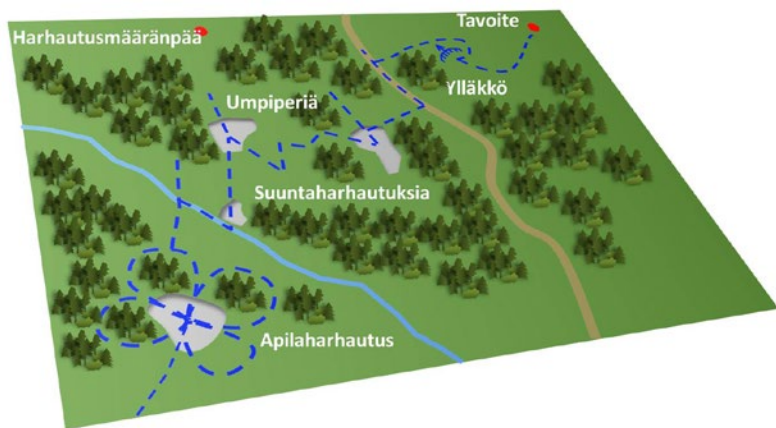 Harhautusmääränpää
Tavoite
Ylläkkö
Umpiperiä
Suuntaharhautuksia
Apilaharhautus